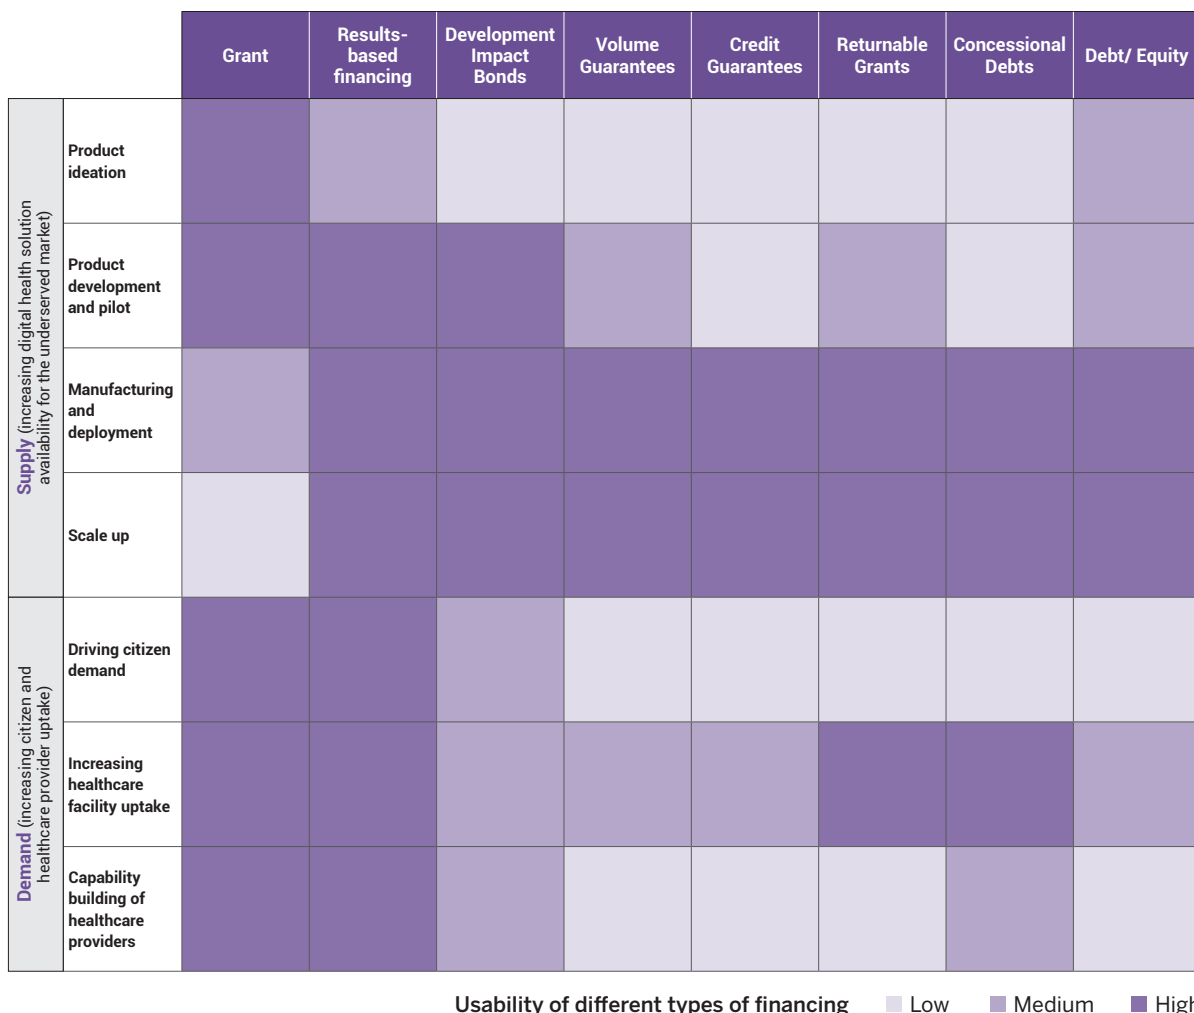 Grant
Results-
based
financing
Development
Impact
Bonds
Volume
Guarantees
Credit
Guarantees
Returnable
Grants
Concessional
Debts
Debt/ Equity
Supply (increasing digital health solution
availability for the underserved market)
Product
ideation
Product
development
and pilot
Manufacturing
and
deployment
Scale up
Demand (increasing citizen and
healthcare provider uptake)
Driving citizen
demand
Increasing
healthcare
facility uptake
Capability
building of
healthcare
providers
Usability of different types of financing
Low
Medium
High